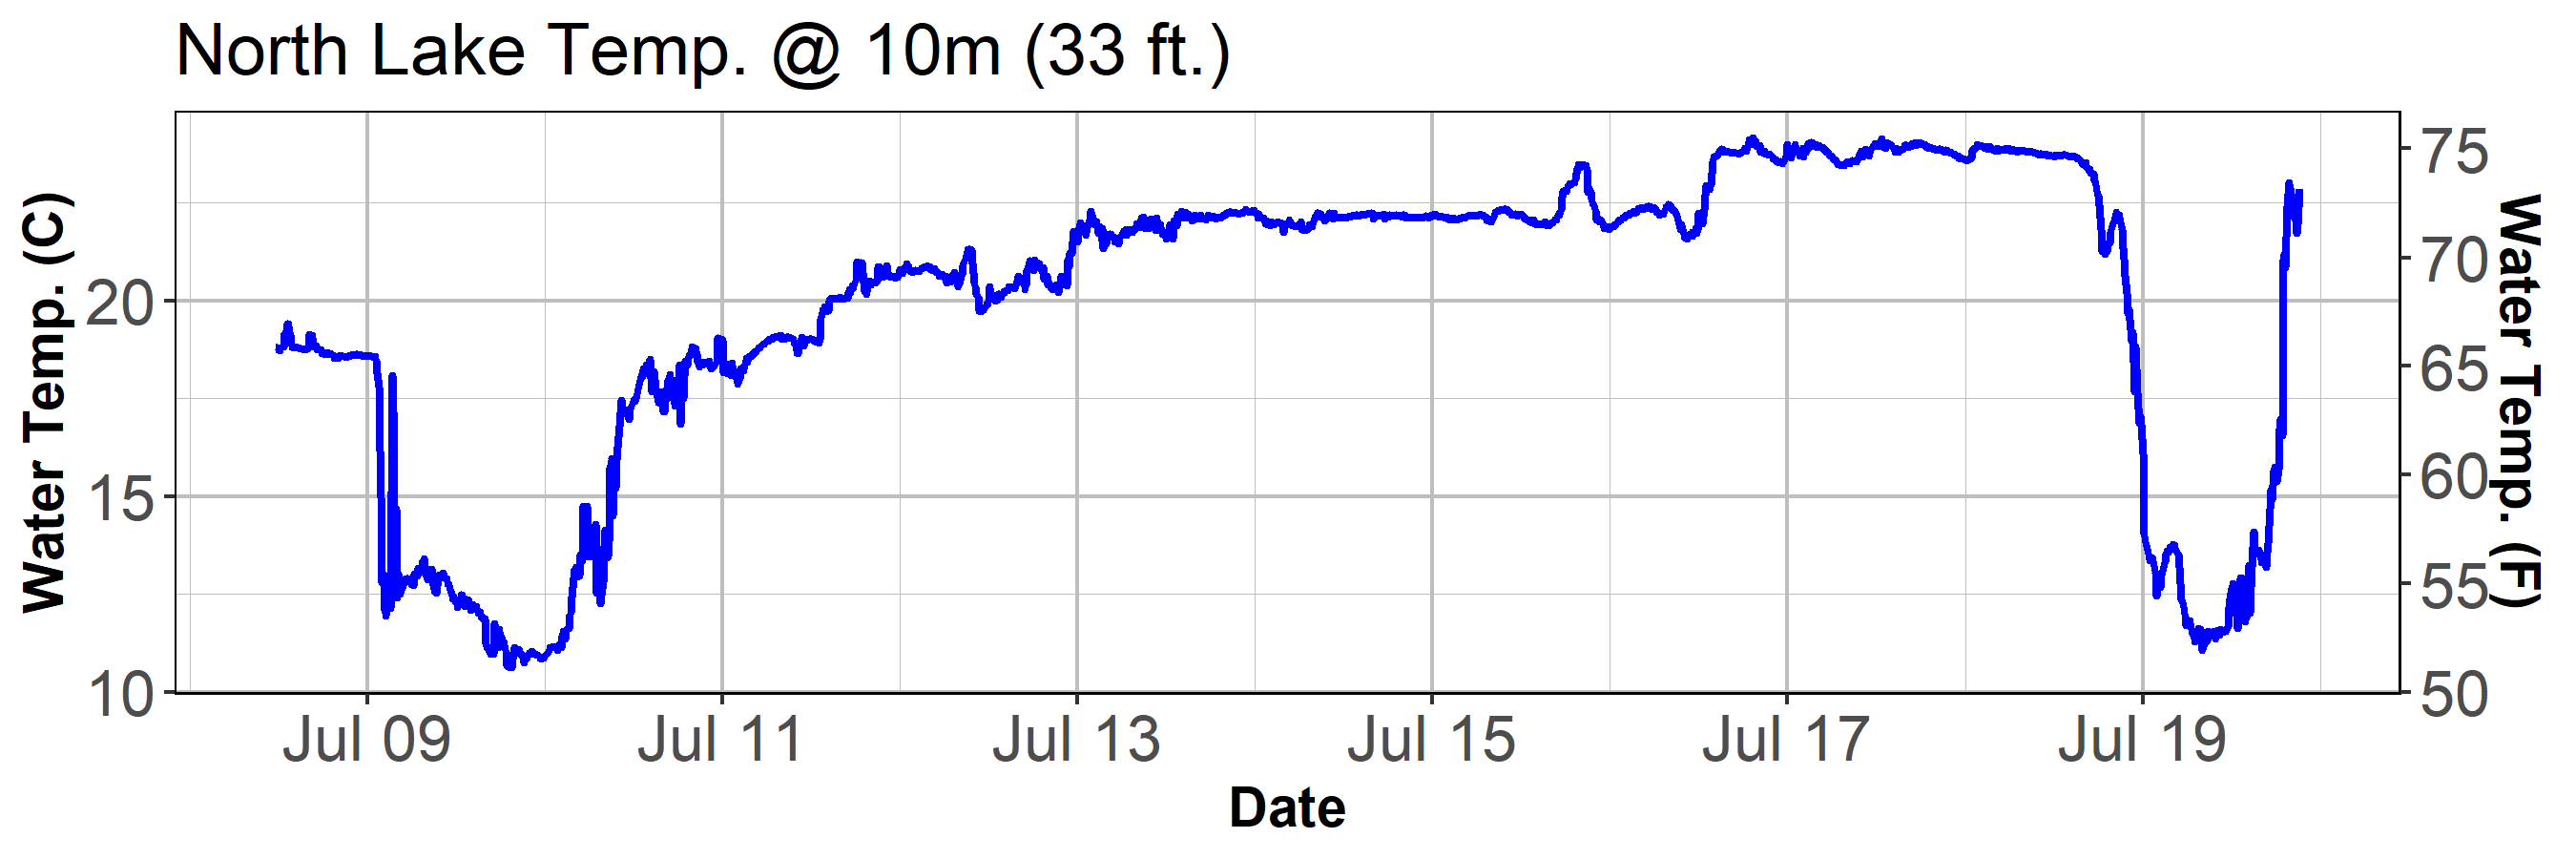 North Lake Temp. @ 10m (33 ft.)
Water Temp. (C)
20
15
10
75
70
65
60
55
50
Water Temp. (F)
Jul 09 Jul 11 Jul 13 Jul 15 Jul 17 Jul 19
Date